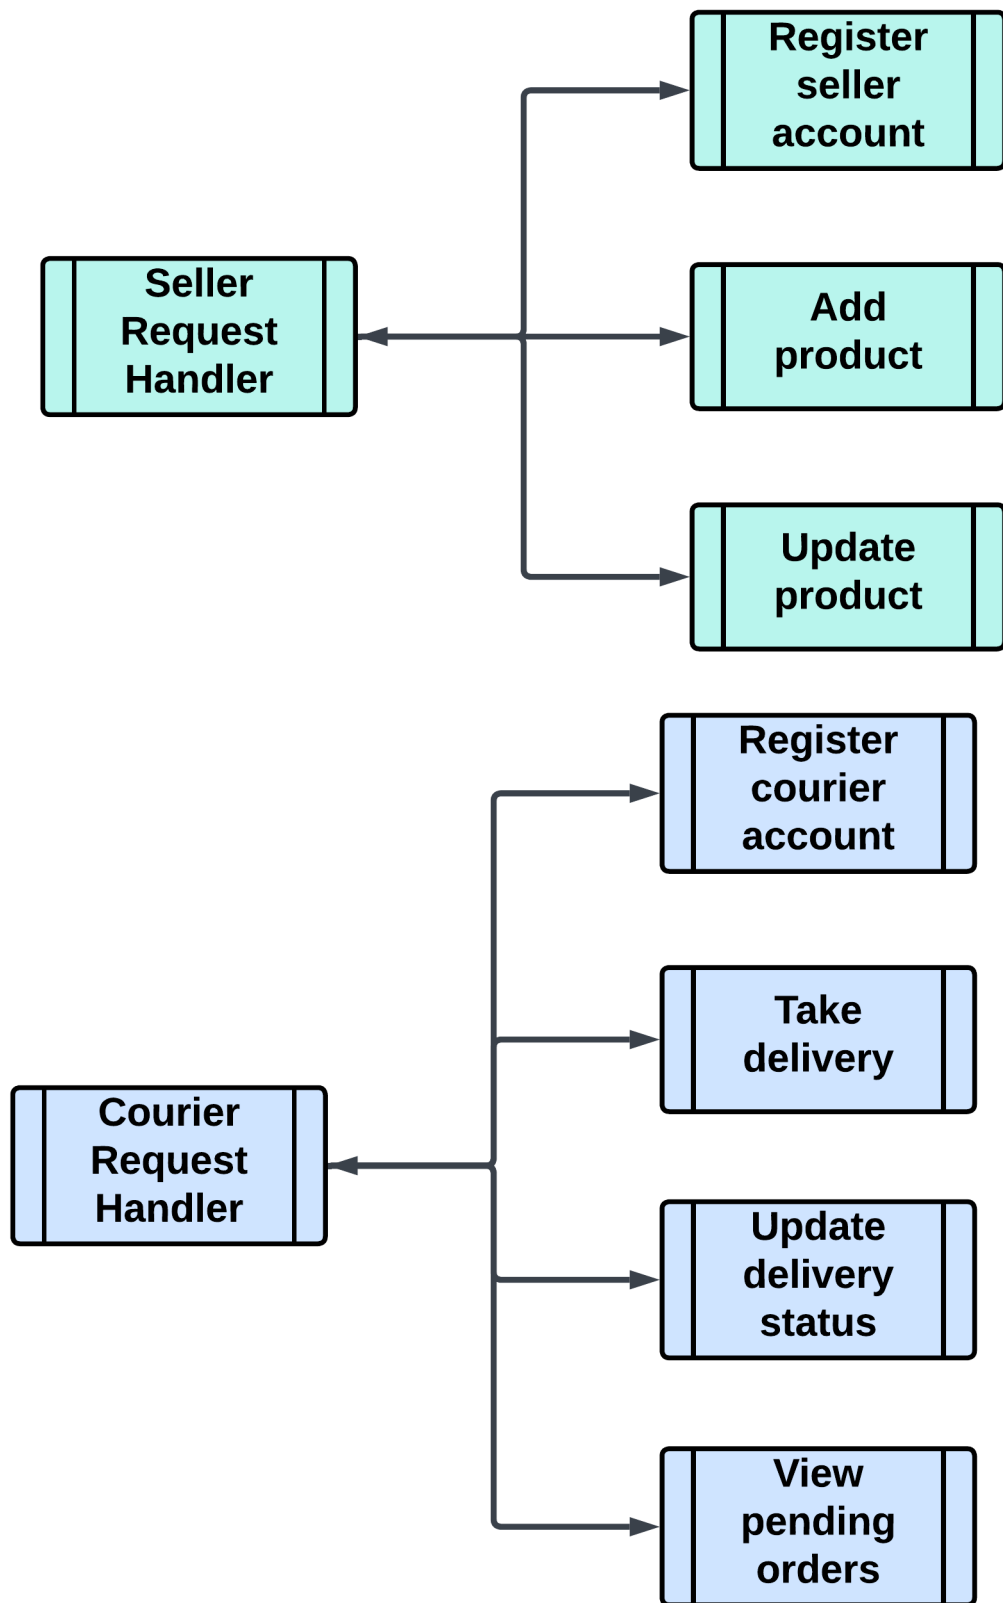 Register
seller
account
Seller
Request
Handler
Add
product
Update
product
Register
courier
account
Take
delivery
Courier
Request
Handler
Update
delivery
status
View
pending
orders